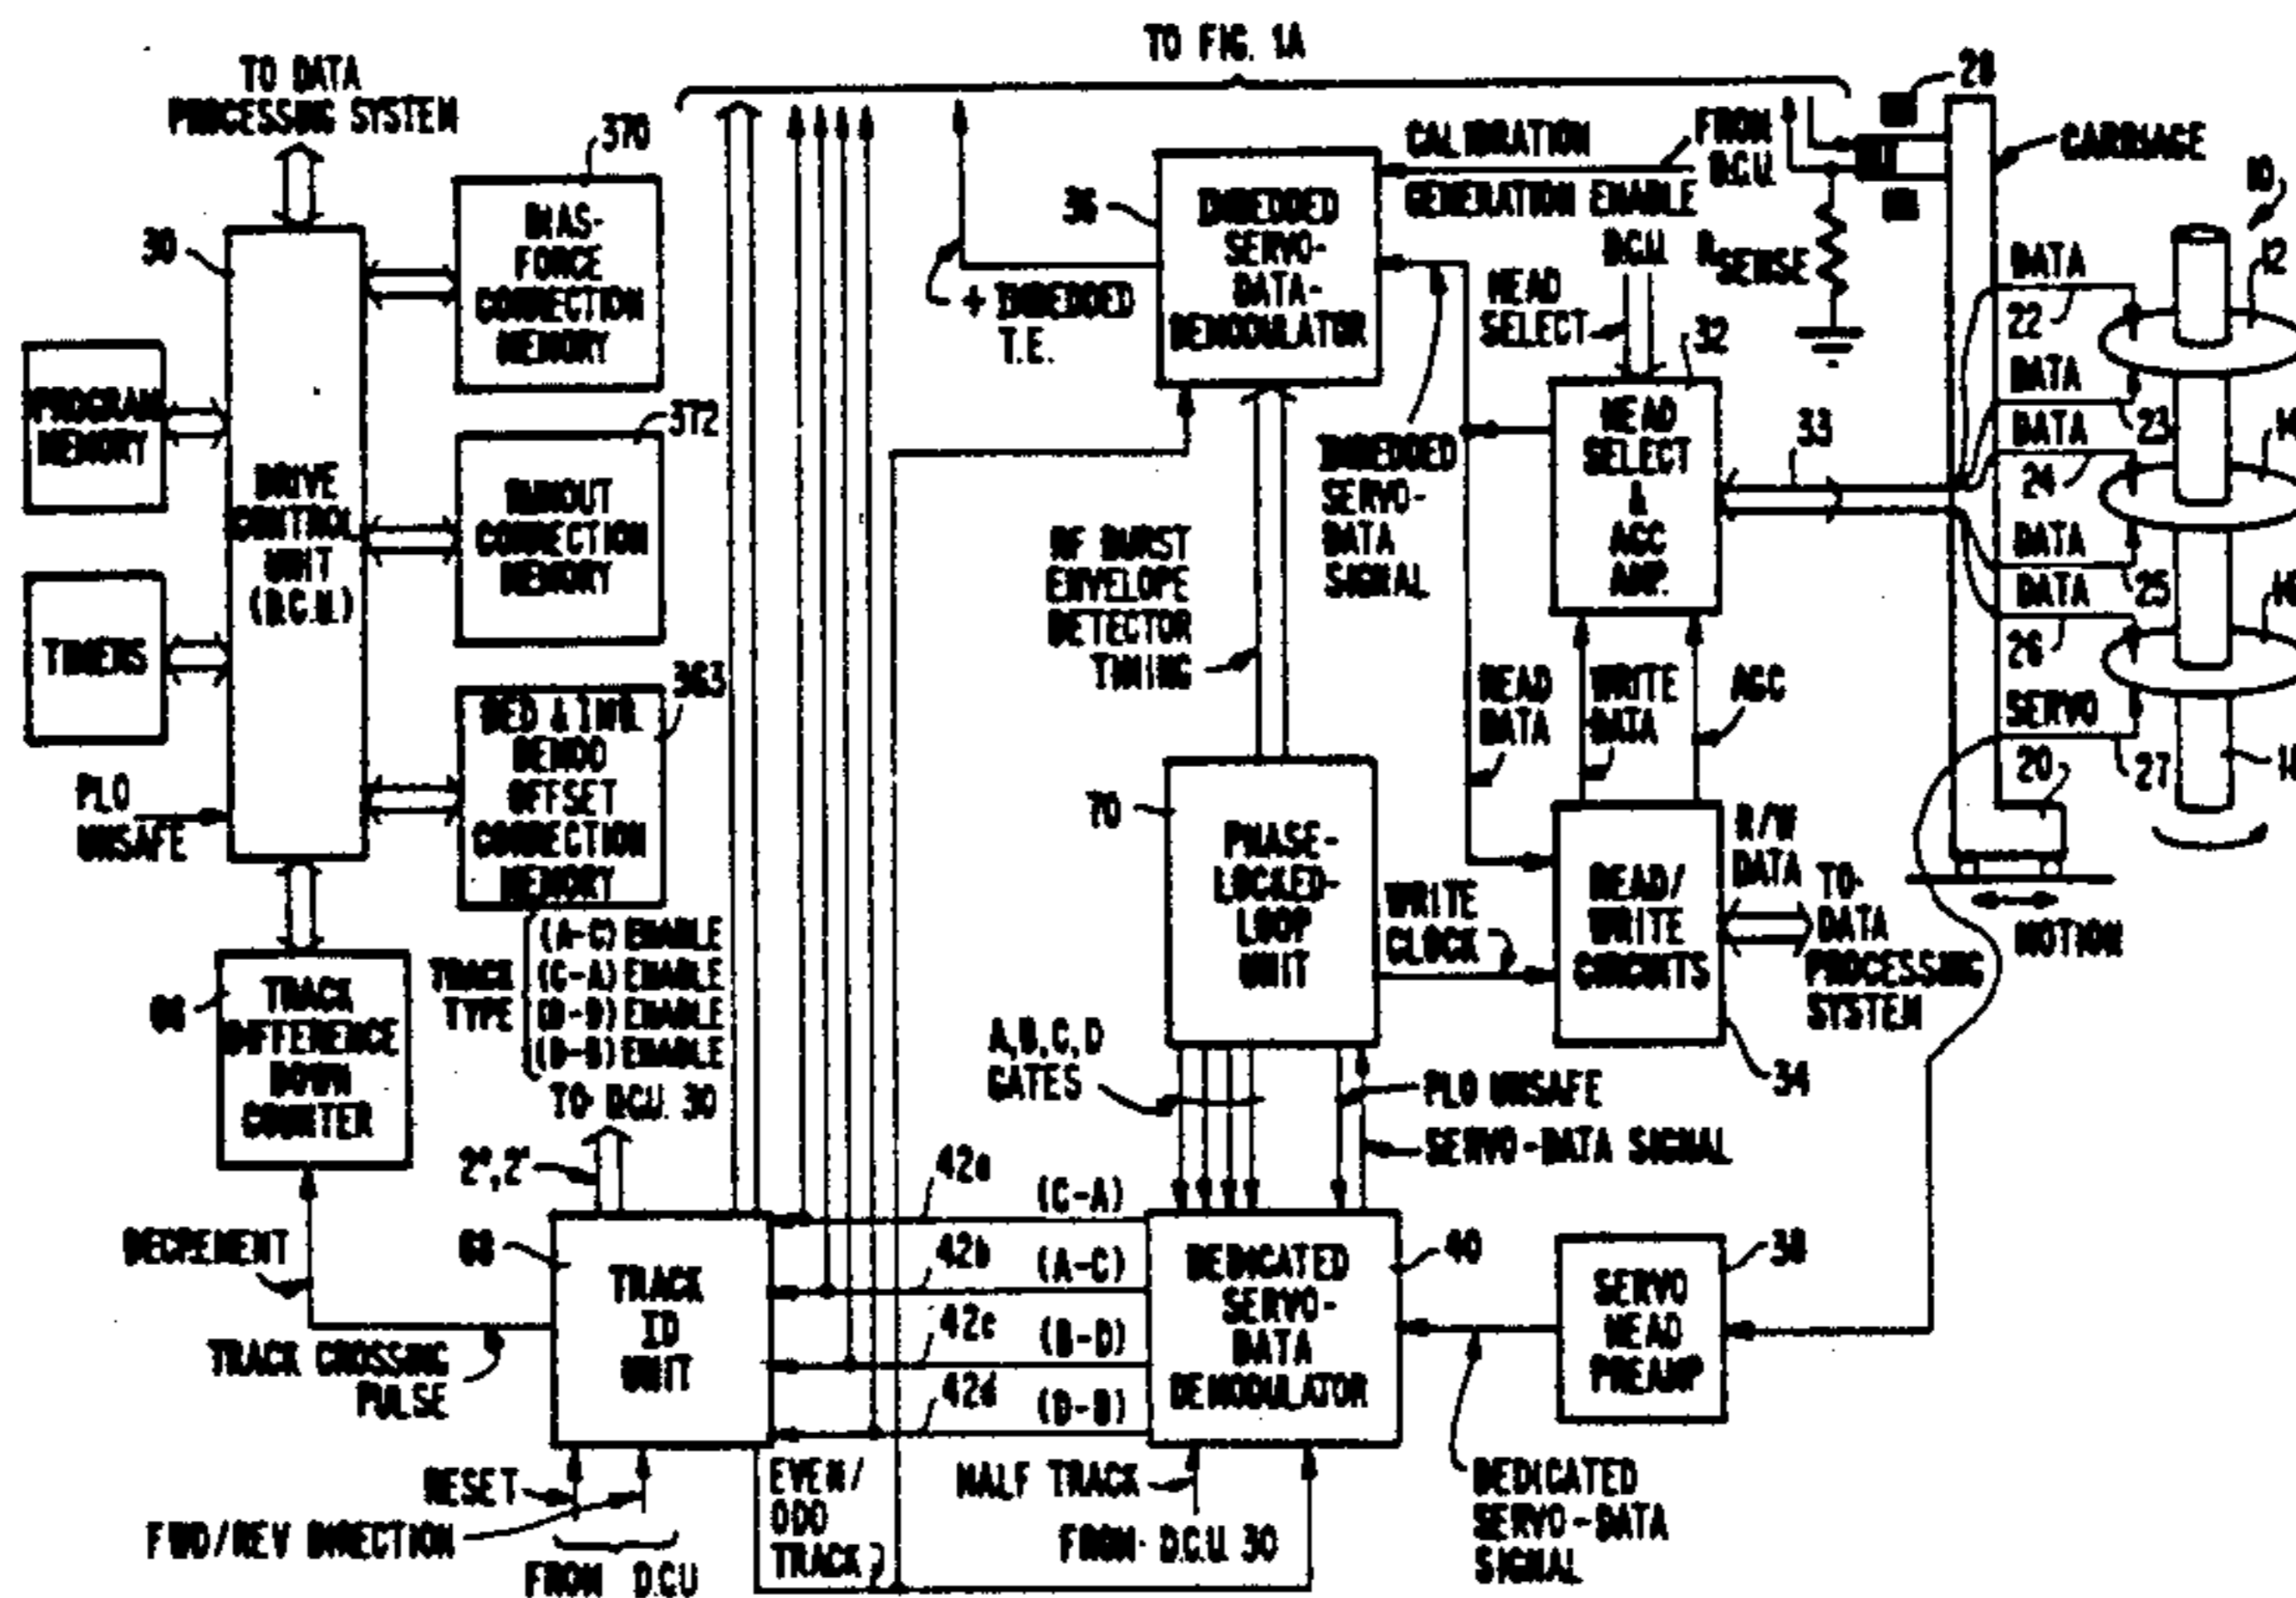 TO FIG. 1A
TO DATA
PROCESSING SYSTEM
370
BIAS-
FORCE
CORRECTION
MEMORY
30
PROGRAM
MEMORY
DRIVE
CONTROL
UNIT
(D.C.U.)
372
RUNOUT
CORRECTION
MEMORY
TIMERS
363
DED & IMB.
SERVO
OFFSET
CORRECTION
MEMORY
PLO
UNSAFE
TRACK
DIFFERENCE
DOWN
COUNTER
TRACK
TYPE
(A-C) ENABLE
(C-A) ENABLE
(B-D) ENABLE
(D-B) ENABLE
TO D.C.U. 30
DECREMENT
TRACK CROSSING
PULSE
68
TRACK
ID
UNIT
RESET
FWD/REV DIRECTION
FROM D.C.U
EVEN/
ODD
TRACK
42a
42b
42c
42d
(C-A)
(A-C)
(B-D)
(D-B)
36
IMBEDDED
SERVO-
DATA-
DEMODULATOR
+ IMBEDDED
T.E.
CALIBRATION
GENERATION ENABLE
FROM
D.C.U.
IMBEDDED
SERVO-
DATA
SIGNAL
RF BURST
ENVELOPE
DETECTOR
TIMING
HEAD
SELECT
D.C.U.
RSENSE
32
HEAD
SELECT
&
AGC
AMP.
33
READ
DATA
WRITE
DATA
AGC
70
PHASE-
LOCKED-
LOOP
UNIT
WRITE
CLOCK
READ/
WRITE
CIRCUITS
34
R/W
DATA
TO
DATA
PROCESSING
SYSTEM
A,B,C,D
GATES
PLO UNSAFE
SERVO-DATA SIGNAL
DEDICATED
SERVO-
DATA
DEMODULATOR
40
HALF TRACK
FROM D.C.U. 30
SERVO
HEAD
PREAMP
38
DEDICATED
SERVO-DATA
SIGNAL
28
CARRIAGE
10
12
DATA
22
DATA
23
DATA
24
DATA
25
DATA
26
SERVO
27
20
MOTION